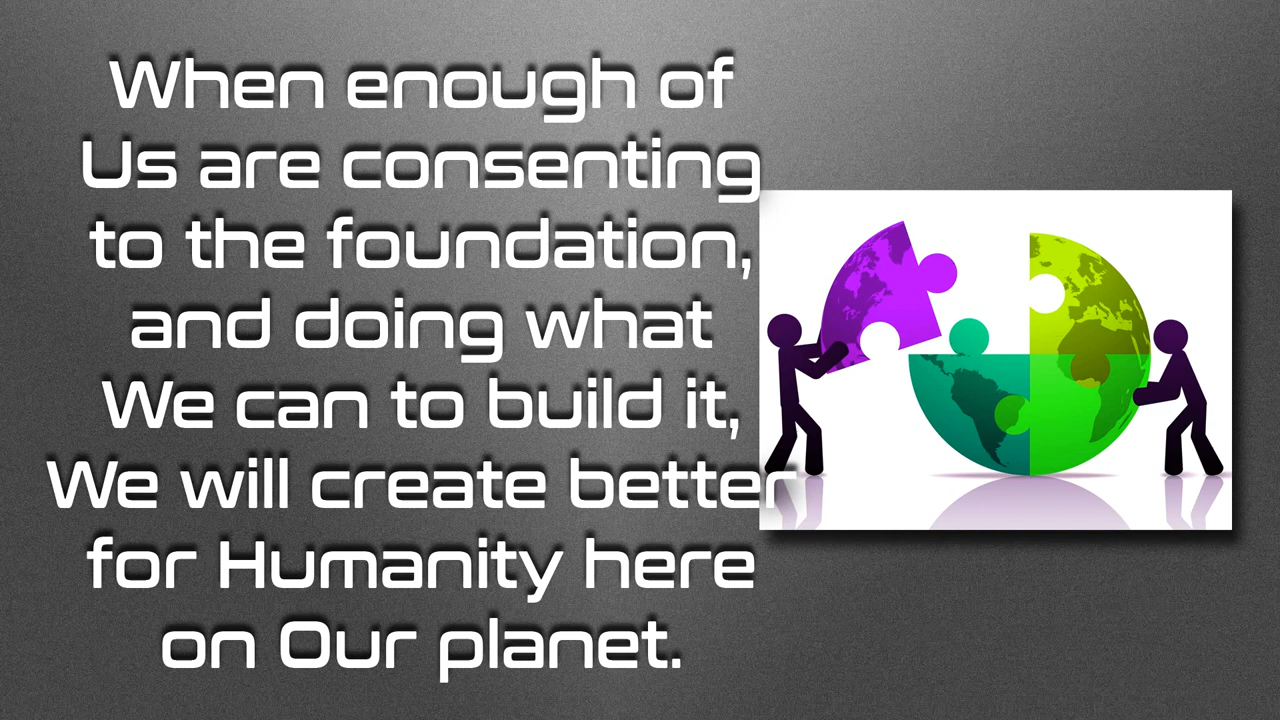 When enough of
Us are consenting
to the foundation,
and doing what
We can to build it,
We will create better
for Humanity here
on Our planet.